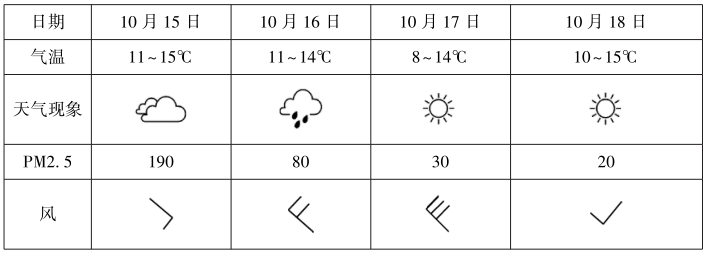 日期 10月15日 10月16日 10月17日 10月18日
气温 11~15℃ 11~14℃ 8~14℃ 10~15℃
天气现象
PM2.5 190 80 30 20
风